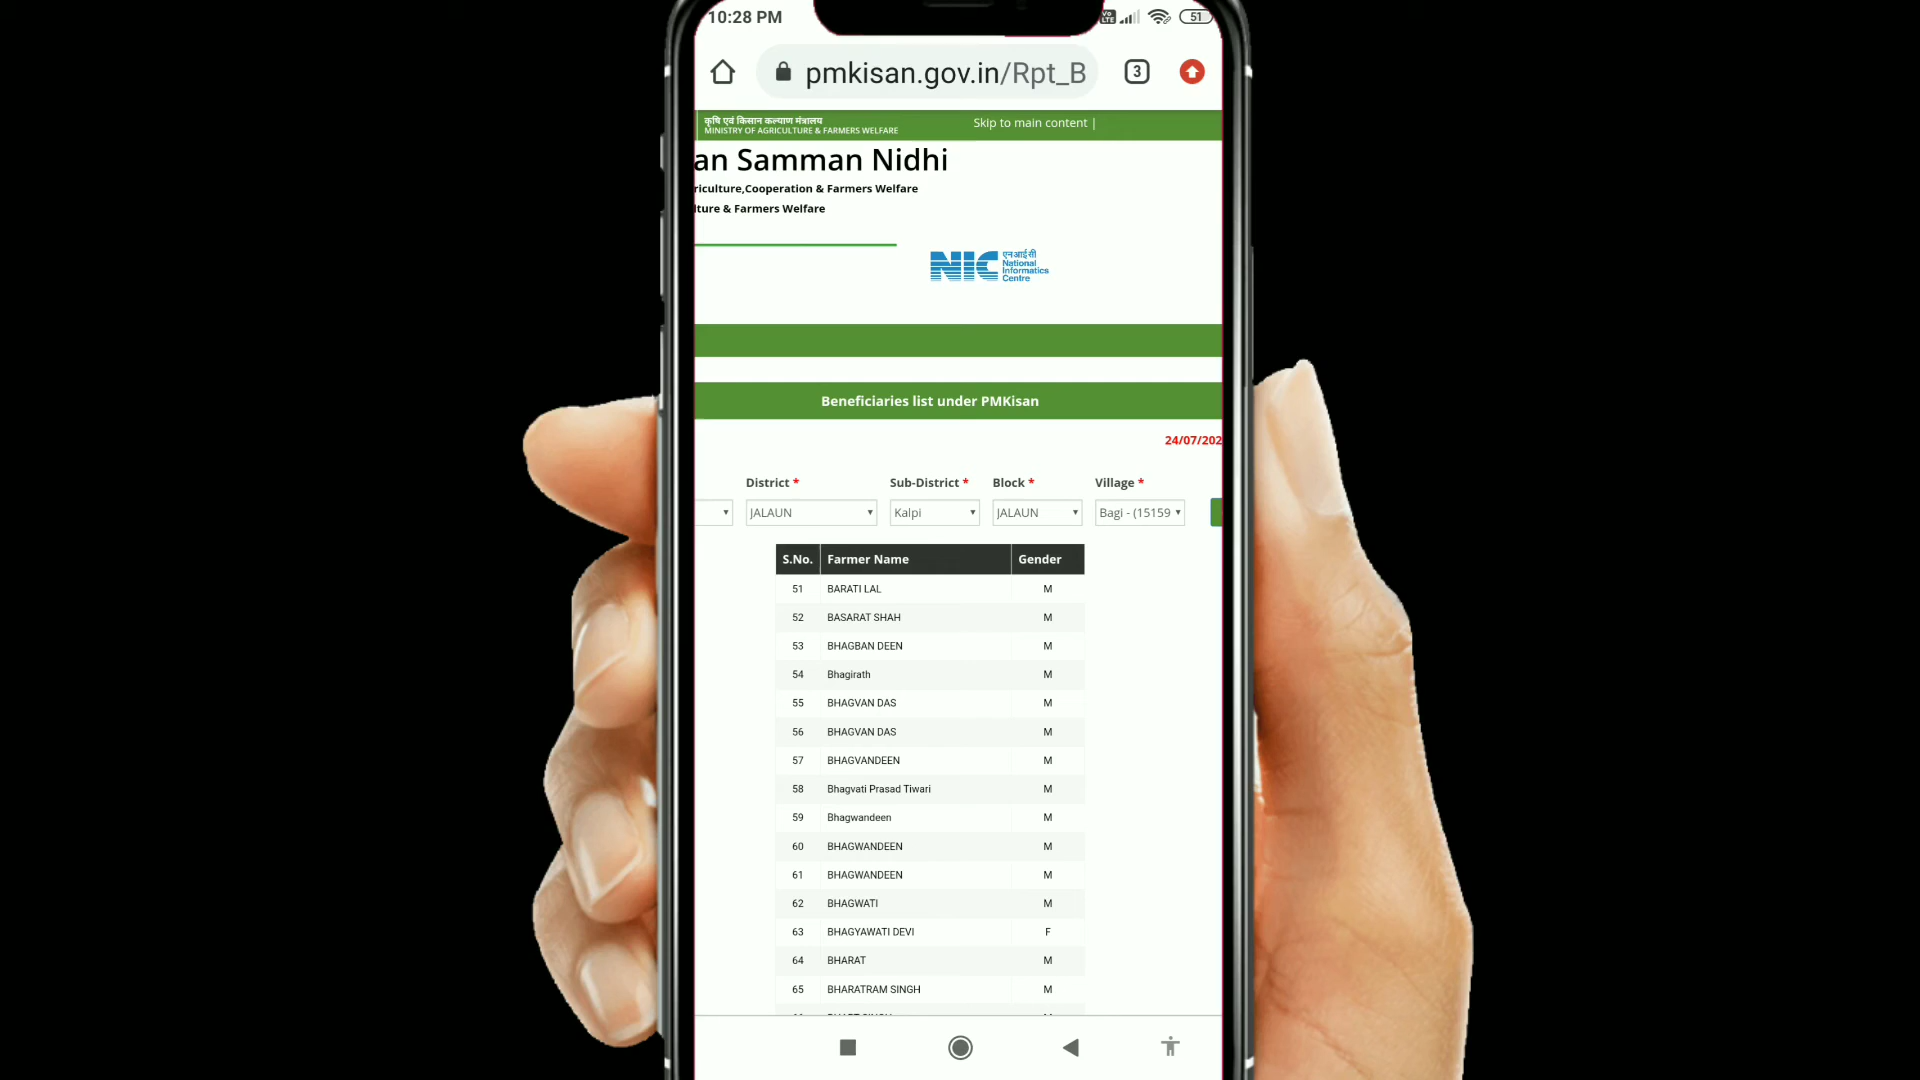 10:28 PM
Vo LTE
51
pmkisan.gov.in/Rpt_B
3
कृषि एवं किसान कल्याण मंत्रालय
MINISTRY OF AGRICULTURE & FARMERS WELFARE
Skip to main content |
an Samman Nidhi
riculture,Cooperation & Farmers Welfare
lture & Farmers Welfare
NIC
एनआईसी
National
Informatics
Centre
Beneficiaries list under PMKisan
24/07/202
District * Sub-District * Block * Village *
JALAUN Kalpi JALAUN Bagi - (15159
S.No. Farmer Name Gender
51 BARATI LAL M
52 BASARAT SHAH M
53 BHAGBAN DEEN M
54 Bhagirath M
55 BHAGVAN DAS M
56 BHAGVAN DAS M
57 BHAGVANDEEN M
58 Bhagvati Prasad Tiwari M
59 Bhagwandeen M
60 BHAGWANDEEN M
61 BHAGWANDEEN M
62 BHAGWATI M
63 BHAGYAWATI DEVI F
64 BHARAT M
65 BHARATRAM SINGH M